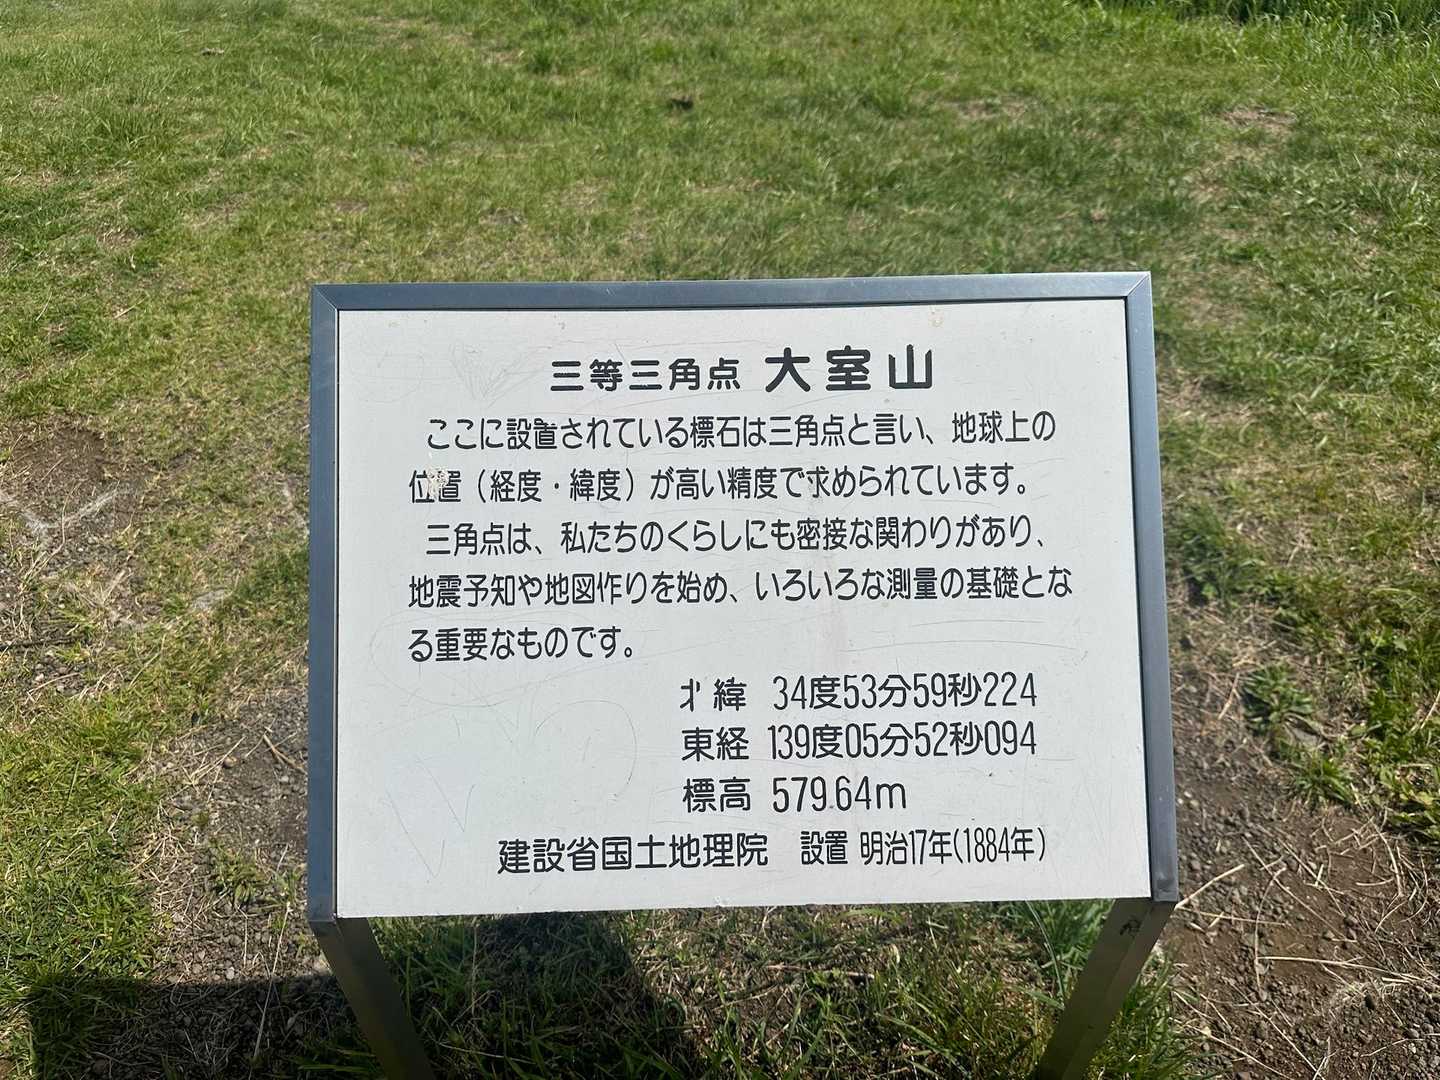 三等三角点 大室山
ここに設置されている標石は三角点と言い、地球上の
位置（経度・緯度）が高い精度で求められています。
三角点は、私たちのくらしにも密接な関わりがあり、
地震予知や地図作りを始め、いろいろな測量の基礎とな
る重要なものです。
北緯 34度53分59秒224
東経 139度05分52秒094
標高 579.64m
建設省国土地理院 設置 明治17年(1884年)